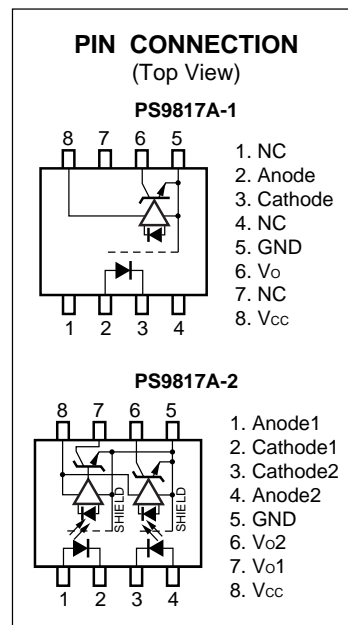 PIN CONNECTION
(Top View)
PS9817A-1
8 7 6 5
1. NC
2. Anode
3. Cathode
4. NC
5. GND
6. VO
7. NC
8. VCC
1 2 3 4
PS9817A-2
8 7 6 5
SHIELD
SHIELD
1. Anode1
2. Cathode1
3. Cathode2
4. Anode2
5. GND
6. VO2
7. VO1
8. VCC
1 2 3 4